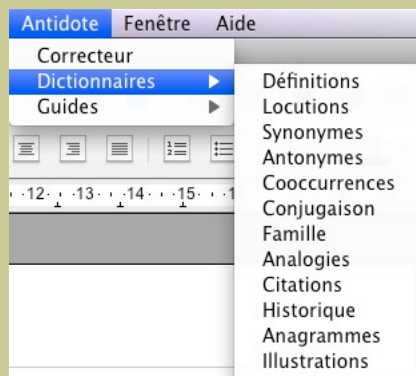 Antidote Fenêtre Aide
Correcteur
Dictionnaires
Guides
Définitions
Locutions
Synonymes
Antonymes
Cooccurrences
Conjugaison
Famille
Analogies
Citations
Historique
Anagrammes
Illustrations
12 13 14 15